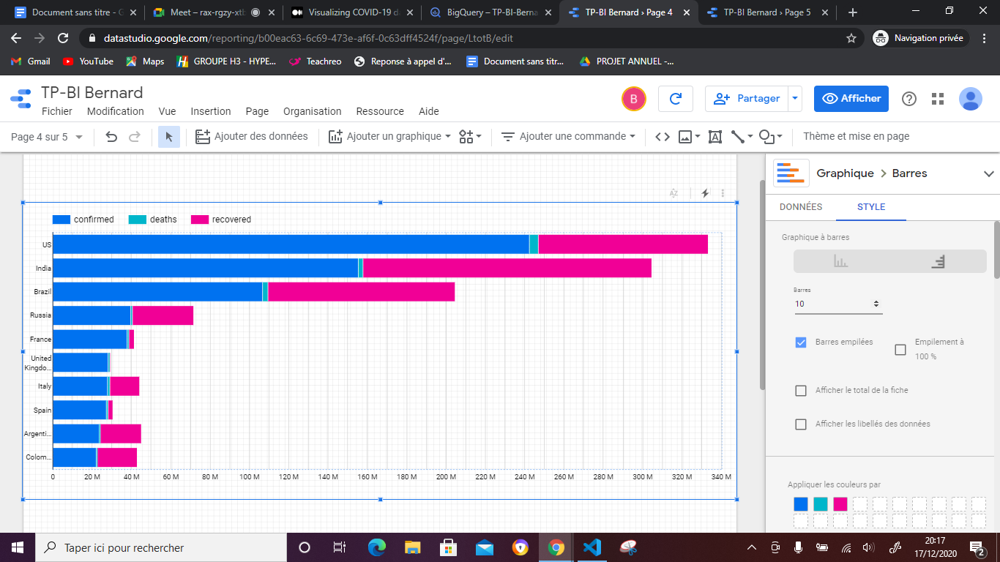 Document sans titre - G
Meet – rax-rgzy-xtb
Visualizing COVID-19 da
BigQuery – TP-BI-Berna
TP-BI Bernard › Page 4
TP-BI Bernard › Page 5
datastudio.google.com/reporting/b00eac63-6c69-473e-af6f-0c63dff4524f/page/LtotB/edit
Navigation privée
Gmail
YouTube
Maps
GROUPE H3 - HYPE...
Teachreo
Reponse à appel d'...
Document sans titr...
PROJET ANNUEL -...
TP-BI Bernard
Fichier Modification Vue Insertion Page Organisation Ressource Aide
B
Partager
Afficher
Page 4 sur 5
Ajouter des données
Ajouter un graphique
Ajouter une commande
Thème et mise en page
confirmed deaths recovered
US
India
Brazil
Russia
France
United
Kingdo...
Italy
Spain
Argenti...
Colom...
0 20 M 40 M 60 M 80 M 100 M 120 M 140 M 160 M 180 M 200 M 220 M 240 M 260 M 280 M 300 M 320 M 340 M
Graphique > Barres
DONNÉES STYLE
Graphique à barres
Barres
10
Barres empilées
Empilement à
100 %
Afficher le total de la fiche
Afficher les libellés des données
Appliquer les couleurs par
Taper ici pour rechercher
20:17
17/12/2020
2